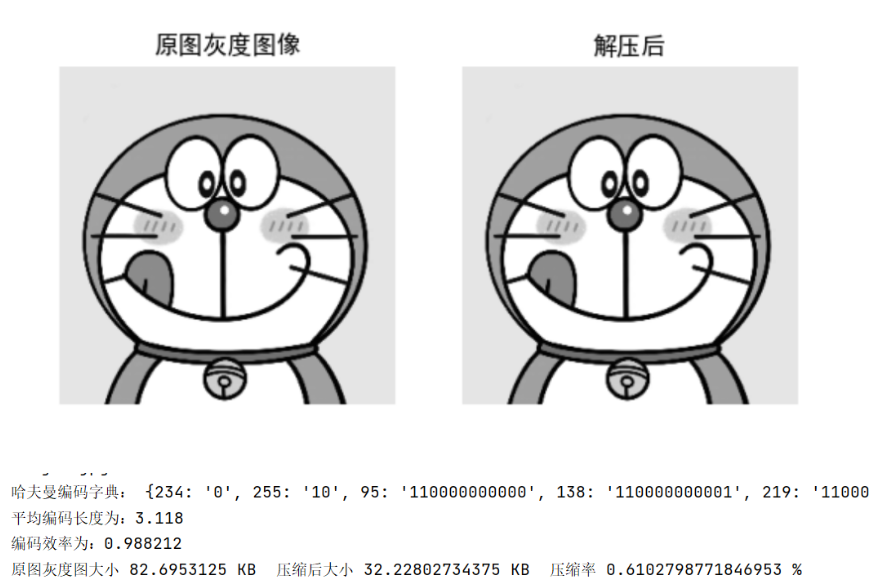 原图灰度图像
解压后
哈夫曼编码字典： {234: '0', 255: '10', 95: '110000000000', 138: '110000000001', 219: '11000
平均编码长度为：3.118
编码效率为：0.988212
原图灰度图大小 82.6953125 KB 压缩后大小 32.22802734375 KB 压缩率 0.6102798771846953 %